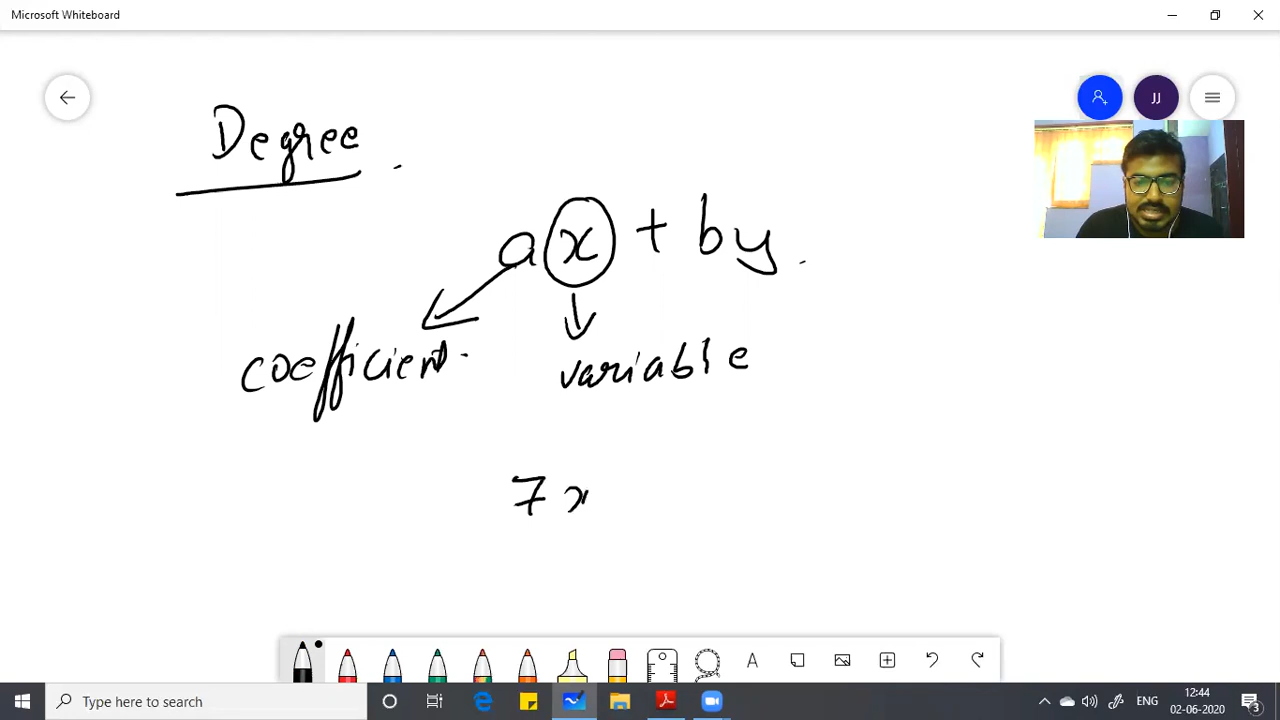 Microsoft Whiteboard
JJ
Degree
ax + by
coefficient
variable
7x
A
Type here to search
ENG
12:44
02-06-2020
3